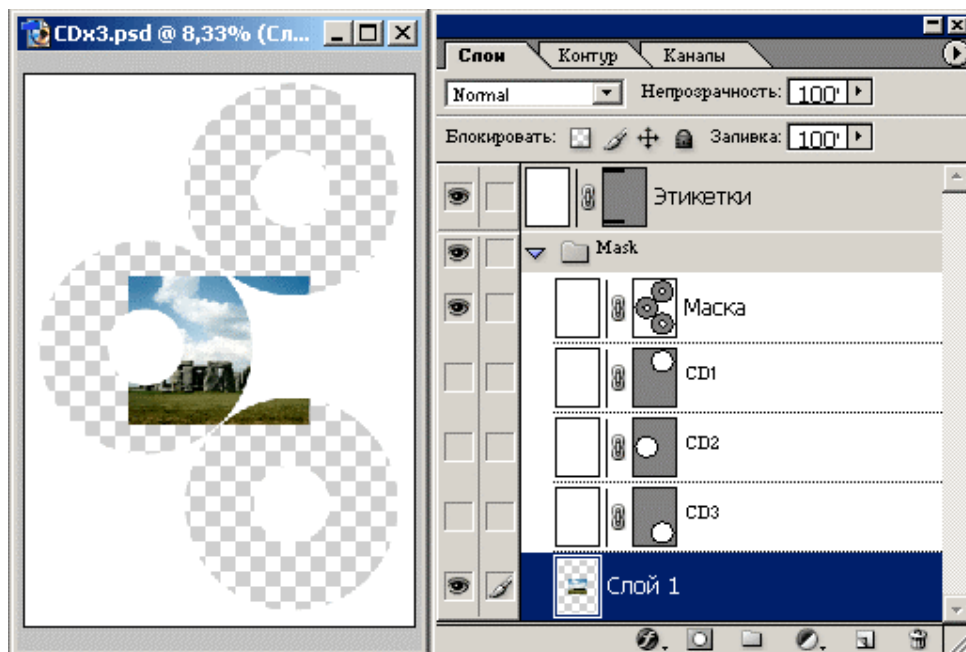 CDx3.psd @ 8,33% (Сл...
Слои Контур Каналы
Normal Непрозрачность: 100'
Блокировать: Заливка: 100'
Этикетки
Mask
Маска
CD1
CD2
CD3
Слой 1